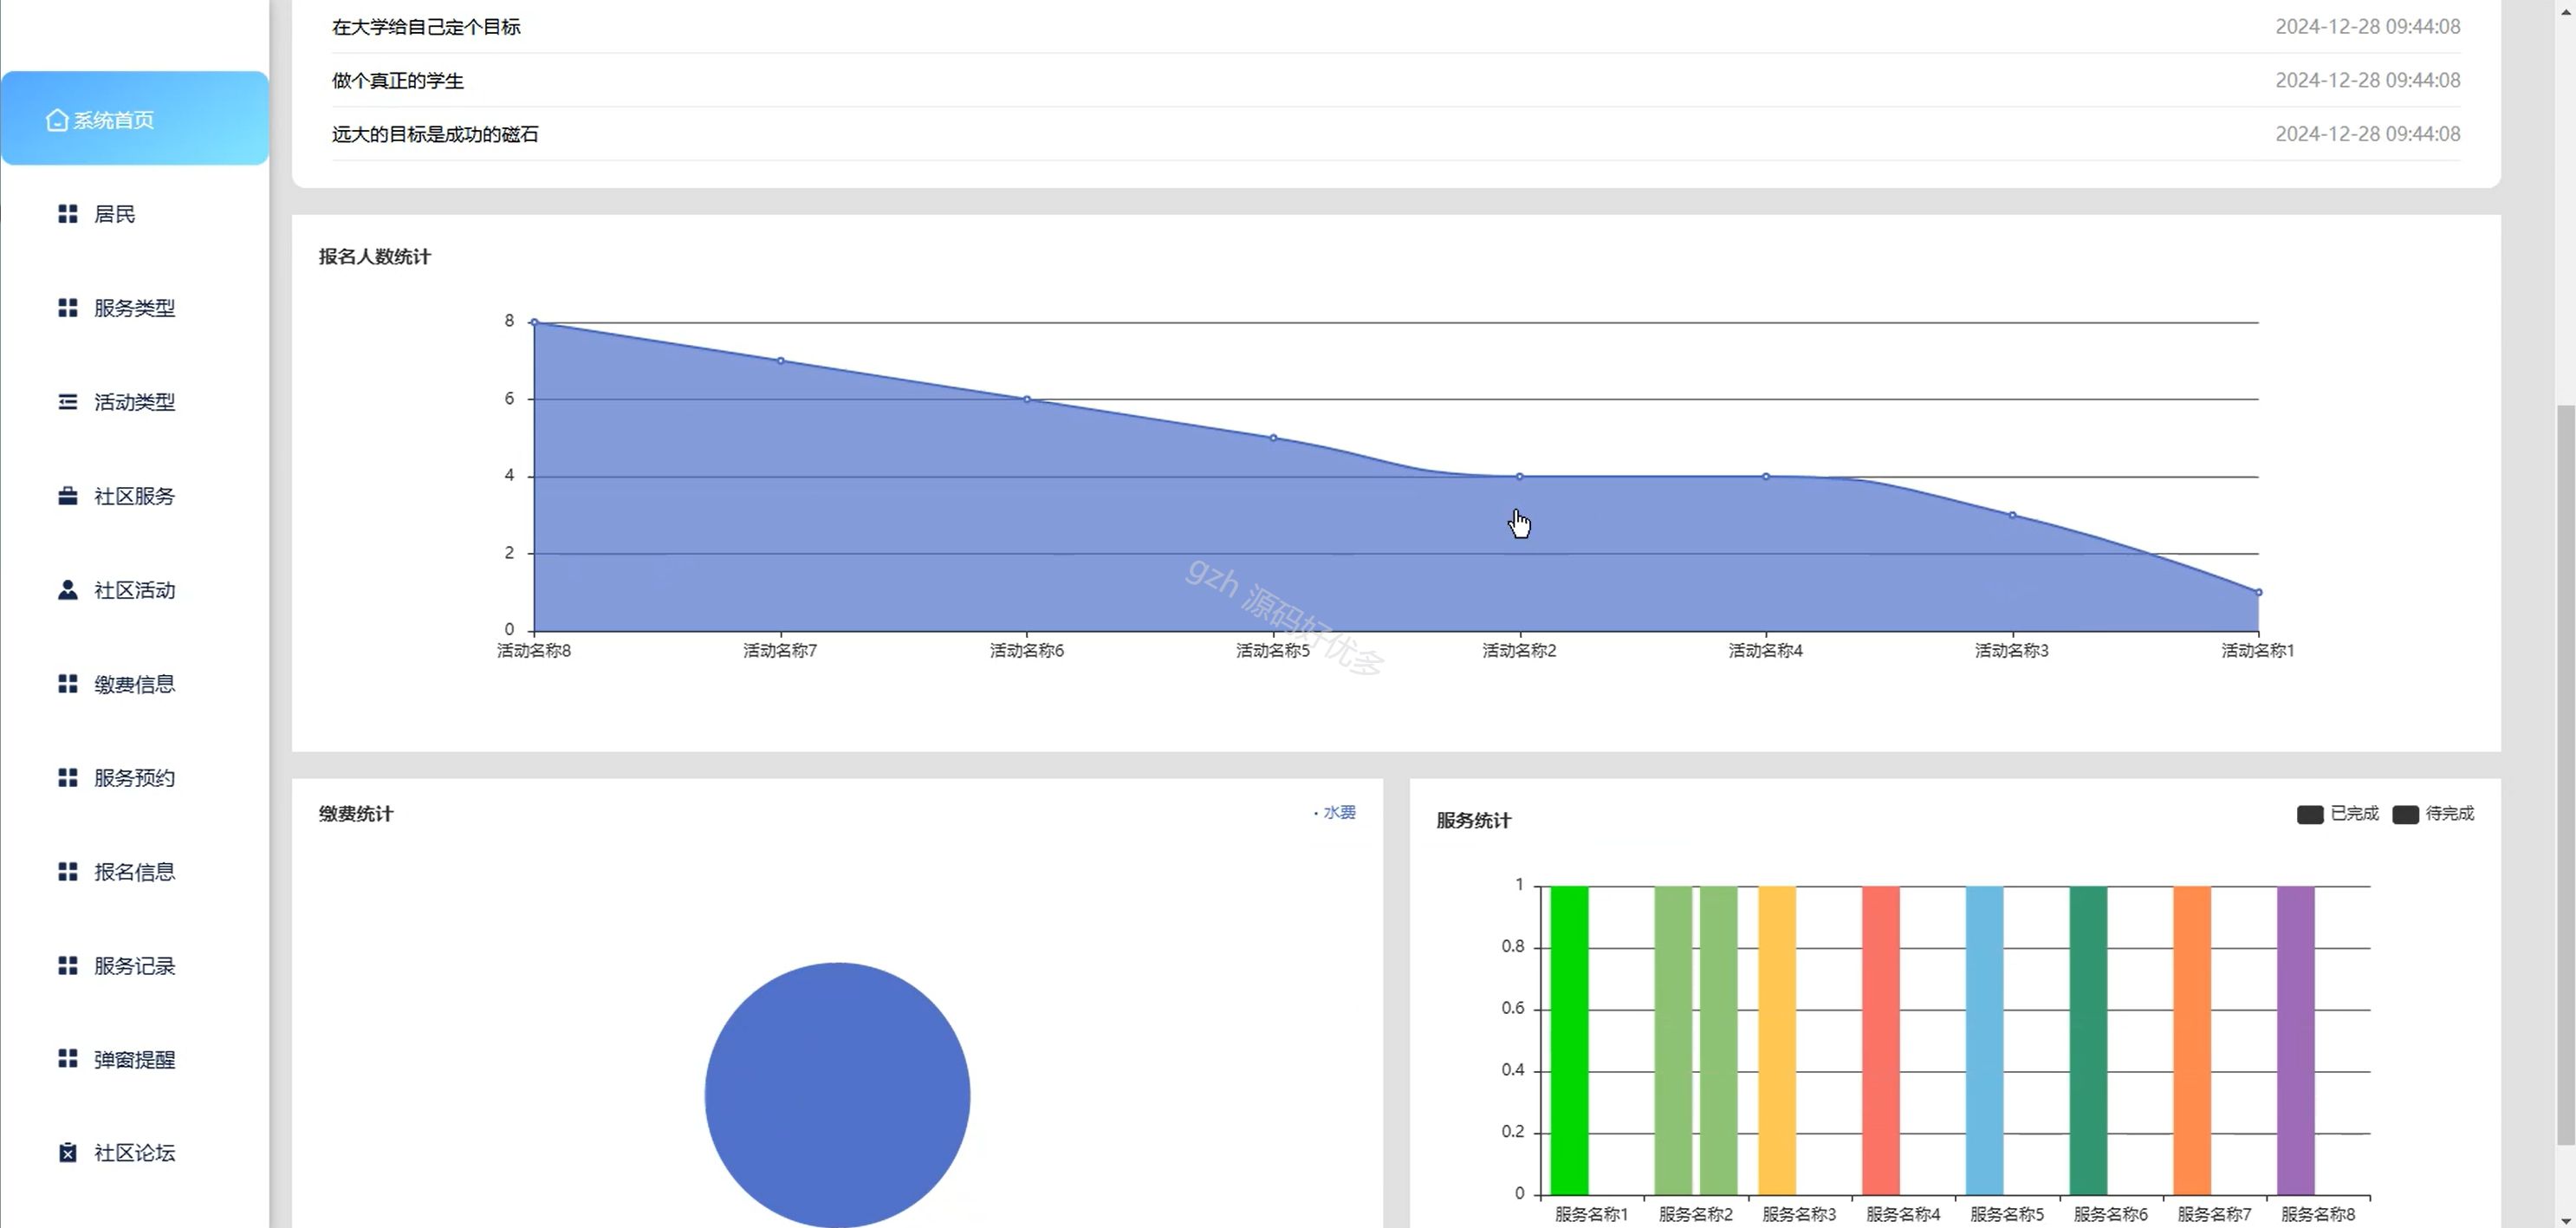 在大学给自己定个目标 2024-12-28 09:44:08
做个真正的学生 2024-12-28 09:44:08
远大的目标是成功的磁石 2024-12-28 09:44:08
系统首页
居民
服务类型
活动类型
社区服务
社区活动
缴费信息
服务预约
报名信息
服务记录
弹窗提醒
社区论坛
报名人数统计
8
6
4
2
0
活动名称8 活动名称7 活动名称6 活动名称5 活动名称2 活动名称4 活动名称3 活动名称1
gzh 源码好优多
缴费统计
· 水费
服务统计
已完成 待完成
1
0.8
0.6
0.4
0.2
0
服务名称1 服务名称2 服务名称3 服务名称4 服务名称5 服务名称6 服务名称7 服务名称8